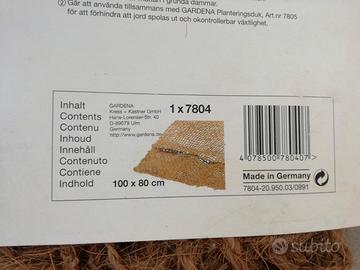 ② Går att använda tillsammans med GARDENA Planteringsduk, Art.nr 7805
för att förhindra att jord spolas ut och okontrollerbar växtlighet.
Inhalt
Contents
Contenu
Inhoud
Innehåll
Contenuto
Contiene
Indhold
GARDENA
Kress + Kastner GmbH
Hans-Lorenser-Str. 40
D-89079 Ulm
Germany
http://www.gardena.de
1 x 7804
100 x 80 cm
4 078500 780407
Made in Germany
7804-20.950.03/0991
subito